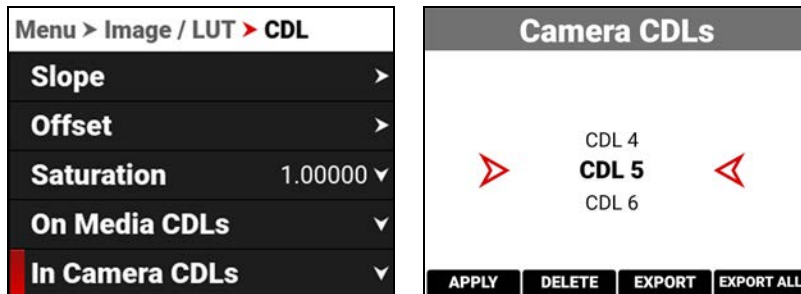 Menu > Image / LUT > CDL
Slope >
Offset >
Saturation 1.00000
On Media CDLs
In Camera CDLs
Camera CDLs
CDL 4
CDL 5
CDL 6
APPLY DELETE EXPORT EXPORT ALL